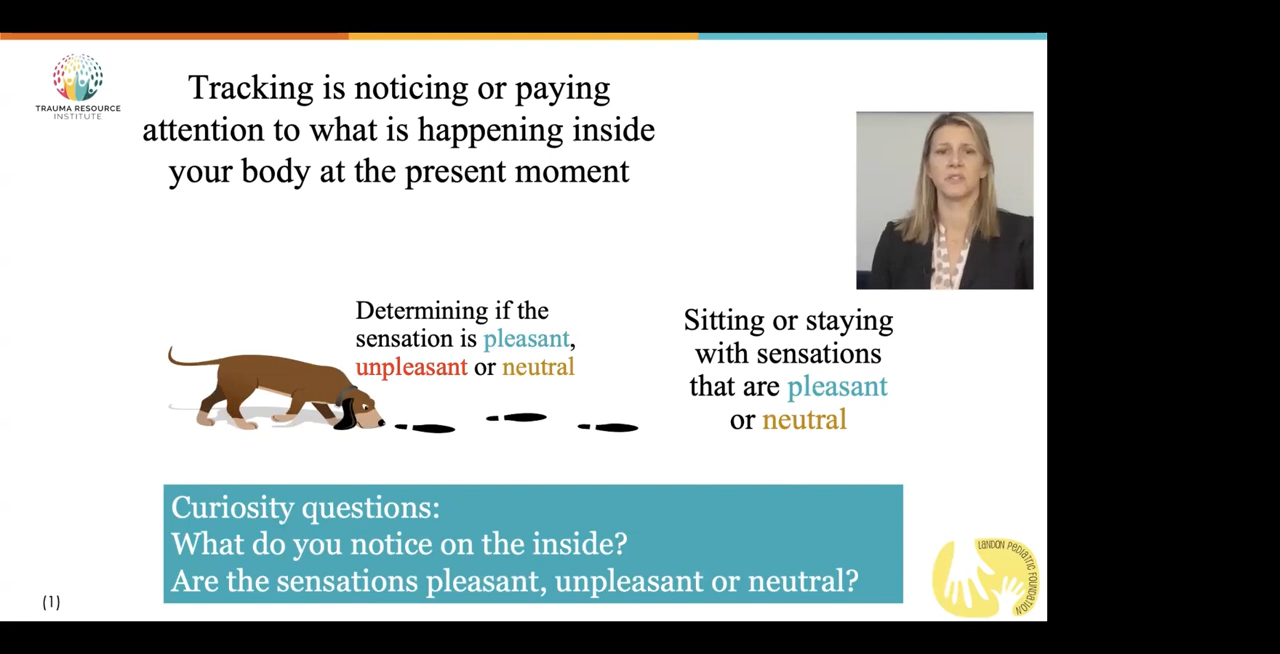 TRAUMA RESOURCE
INSTITUTE
Tracking is noticing or paying
attention to what is happening inside
your body at the present moment
Determining if the
sensation is pleasant,
unpleasant or neutral
Sitting or staying
with sensations
that are pleasant
or neutral
Curiosity questions:
What do you notice on the inside?
Are the sensations pleasant, unpleasant or neutral?
(1)
LANDON PEDIATRIC FOUNDATION